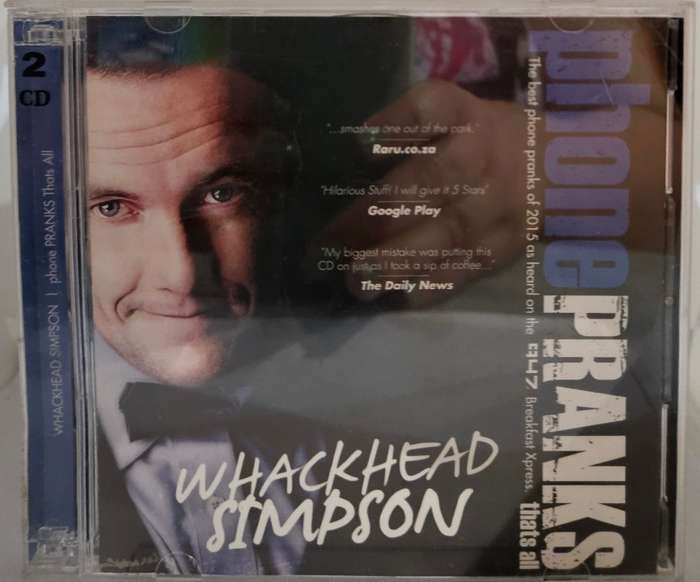 2
CD
WHACKHEAD SIMPSON | phone PRANKS Thats All
"...smashes one out of the park."
Raru.co.za
"Hilarious Stuff! I will give it 5 Stars"
Google Play
"My biggest mistake was putting this
CD on just as I took a sip of coffee..."
The Daily News
WHACKHEAD
SIMPSON
phone PRANKS
The best phone pranks of 2015 as heard on the 947 Breakfast Xpress.
thats all